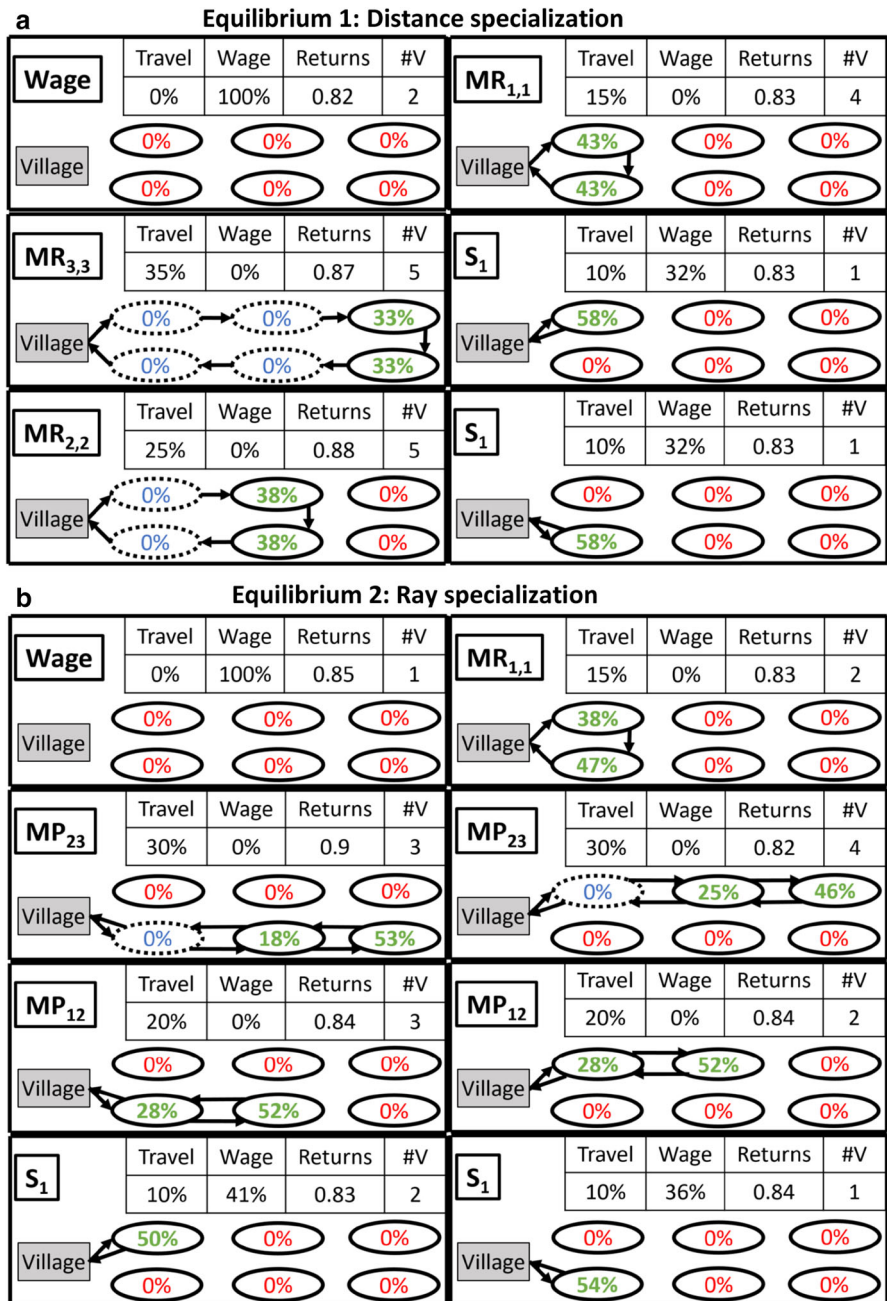 a
Equilibrium 1: Distance specialization
Wage
Travel Wage Returns #V
0% 100% 0.82 2
0% 0% 0%
Village
0% 0% 0%
MR1,1
Travel Wage Returns #V
15% 0% 0.83 4
43% 0% 0%
Village
43% 0% 0%
MR3,3
Travel Wage Returns #V
35% 0% 0.87 5
0% 0% 33%
Village
0% 0% 33%
S1
Travel Wage Returns #V
10% 32% 0.83 1
58% 0% 0%
Village
0% 0% 0%
MR2,2
Travel Wage Returns #V
25% 0% 0.88 5
0% 38% 0%
Village
0% 38% 0%
S1
Travel Wage Returns #V
10% 32% 0.83 1
0% 0% 0%
Village
58% 0% 0%
b
Equilibrium 2: Ray specialization
Wage
Travel Wage Returns #V
0% 100% 0.85 1
0% 0% 0%
Village
0% 0% 0%
MR1,1
Travel Wage Returns #V
15% 0% 0.83 2
38% 0% 0%
Village
47% 0% 0%
MP23
Travel Wage Returns #V
30% 0% 0.9 3
0% 0% 0%
Village
0% 18% 53%
MP23
Travel Wage Returns #V
30% 0% 0.82 4
0% 25% 46%
Village
0% 0% 0%
MP12
Travel Wage Returns #V
20% 0% 0.84 3
0% 0% 0%
Village
28% 52% 0%
MP12
Travel Wage Returns #V
20% 0% 0.84 2
28% 52% 0%
Village
0% 0% 0%
S1
Travel Wage Returns #V
10% 41% 0.83 2
50% 0% 0%
Village
0% 0% 0%
S1
Travel Wage Returns #V
10% 36% 0.84 1
0% 0% 0%
Village
54% 0% 0%